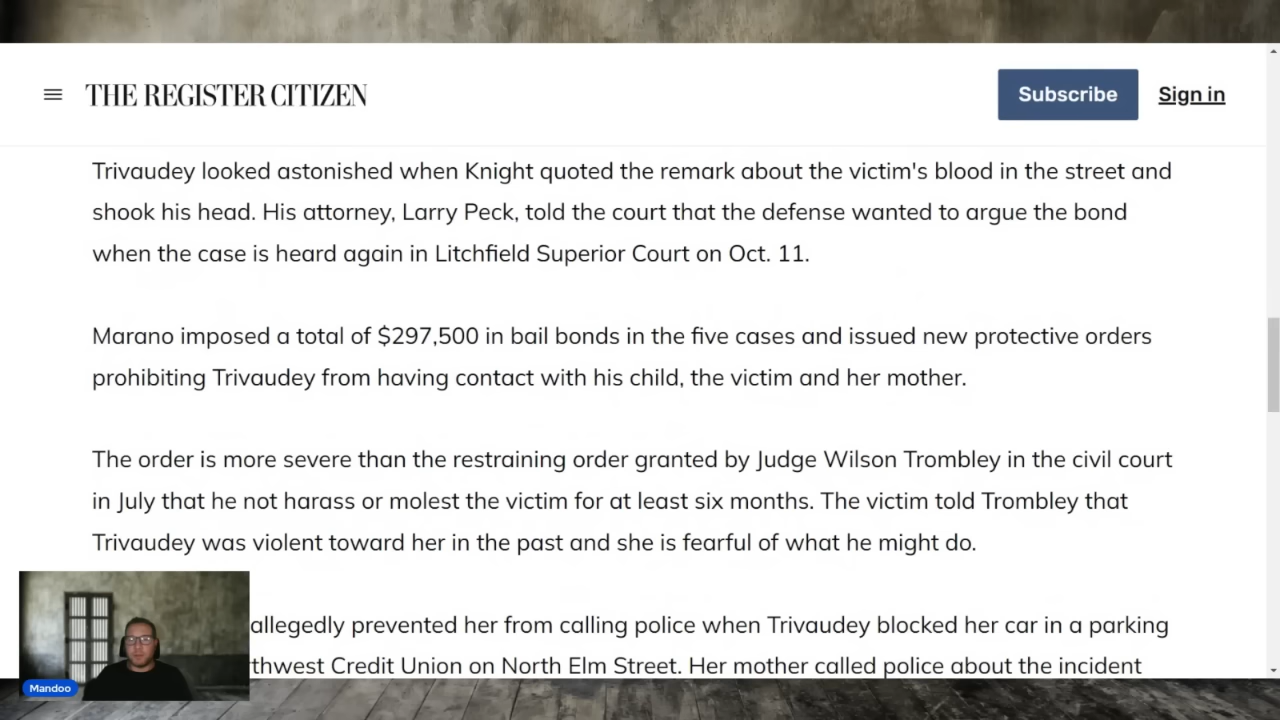 THE REGISTER CITIZEN
Subscribe
Sign in
Trivaudey looked astonished when Knight quoted the remark about the victim's blood in the street and
shook his head. His attorney, Larry Peck, told the court that the defense wanted to argue the bond
when the case is heard again in Litchfield Superior Court on Oct. 11.
Marano imposed a total of $297,500 in bail bonds in the five cases and issued new protective orders
prohibiting Trivaudey from having contact with his child, the victim and her mother.
The order is more severe than the restraining order granted by Judge Wilson Trombley in the civil court
in July that he not harass or molest the victim for at least six months. The victim told Trombley that
Trivaudey was violent toward her in the past and she is fearful of what he might do.
allegedly prevented her from calling police when Trivaudey blocked her car in a parking
thwest Credit Union on North Elm Street. Her mother called police about the incident
Mandoo